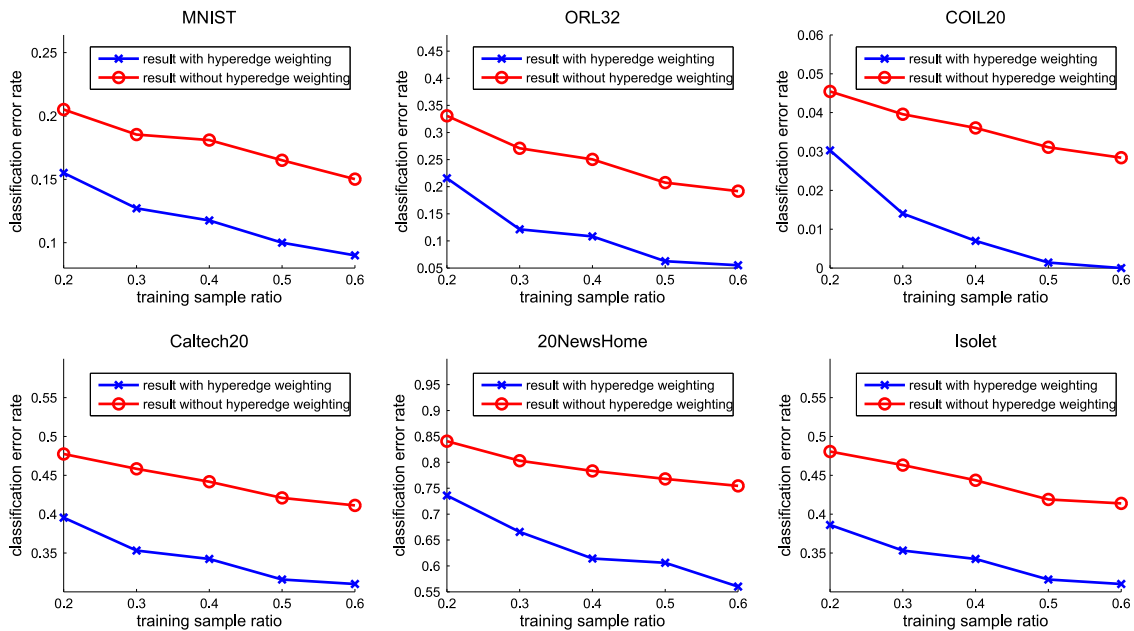 MNIST
0.25
0.2
0.15
0.1
classification error rate
result with hyperedge weighting
result without hyperedge weighting
0.2 0.3 0.4 0.5 0.6
training sample ratio
ORL32
0.45
0.4
0.35
0.3
0.25
0.2
0.15
0.1
0.05
classification error rate
result with hyperedge weighting
result without hyperedge weighting
0.2 0.3 0.4 0.5 0.6
training sample ratio
COIL20
0.06
0.05
0.04
0.03
0.02
0.01
0
classification error rate
result with hyperedge weighting
result without hyperedge weighting
0.2 0.3 0.4 0.5 0.6
training sample ratio
Caltech20
0.55
0.5
0.45
0.4
0.35
classification error rate
result with hyperedge weighting
result without hyperedge weighting
0.2 0.3 0.4 0.5 0.6
training sample ratio
20NewsHome
0.95
0.9
0.85
0.8
0.75
0.7
0.65
0.6
0.55
classification error rate
result with hyperedge weighting
result without hyperedge weighting
0.2 0.3 0.4 0.5 0.6
training sample ratio
Isolet
0.55
0.5
0.45
0.4
0.35
classification error rate
result with hyperedge weighting
result without hyperedge weighting
0.2 0.3 0.4 0.5 0.6
training sample ratio